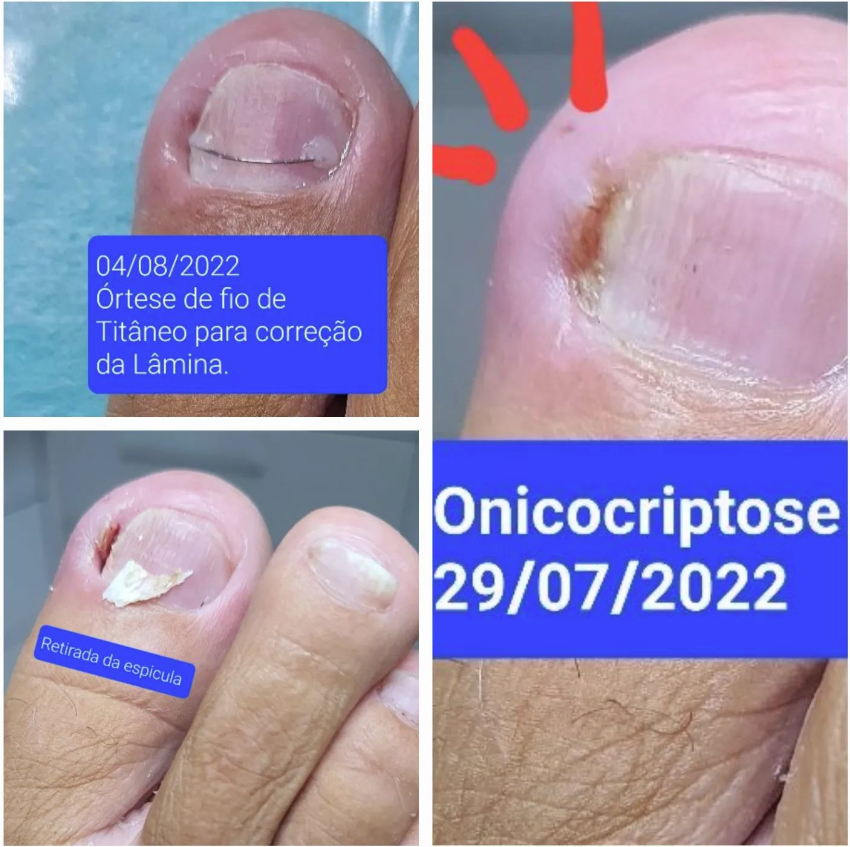 04/08/2022
Órtese de fio de
Titâneo para correção
da Lâmina.
Onicocriptose
29/07/2022
Retirada da espicula